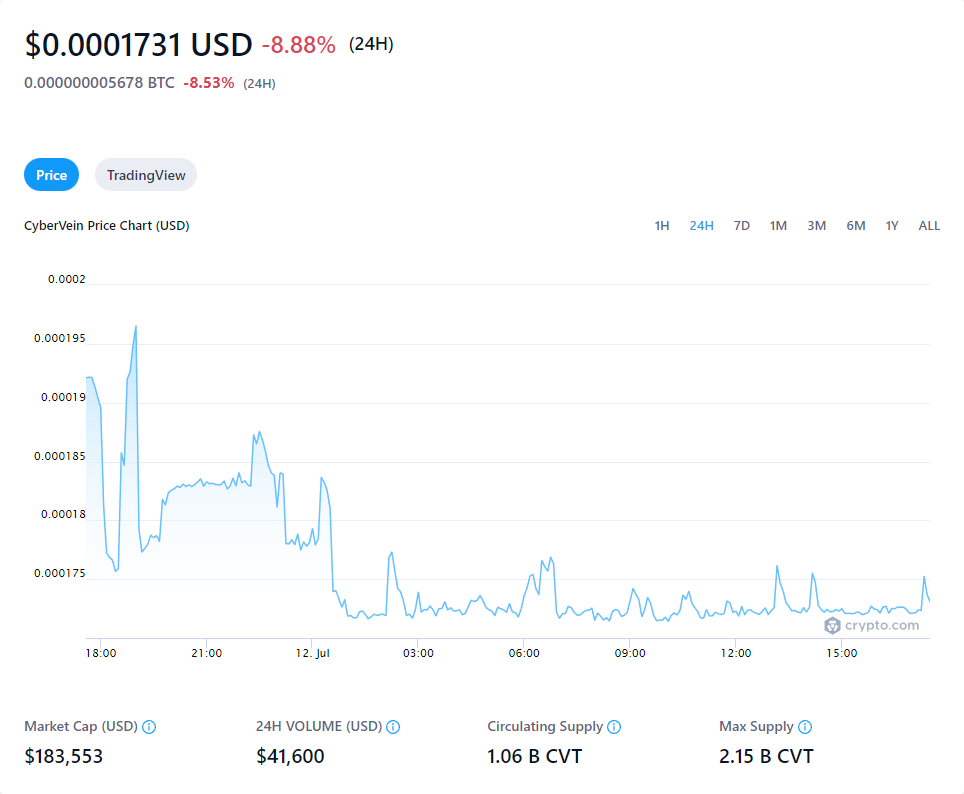 $0.0001731 USD -8.88% (24H)
0.000000005678 BTC -8.53% (24H)
Price TradingView
CyberVein Price Chart (USD) 1H 24H 7D 1M 3M 6M 1Y ALL
0.0002
0.000195
0.00019
0.000185
0.00018
0.000175
crypto.com
18:00 21:00 12. Jul 03:00 06:00 09:00 12:00 15:00
Market Cap (USD) 24H VOLUME (USD) Circulating Supply Max Supply
$183,553 $41,600 1.06 B CVT 2.15 B CVT